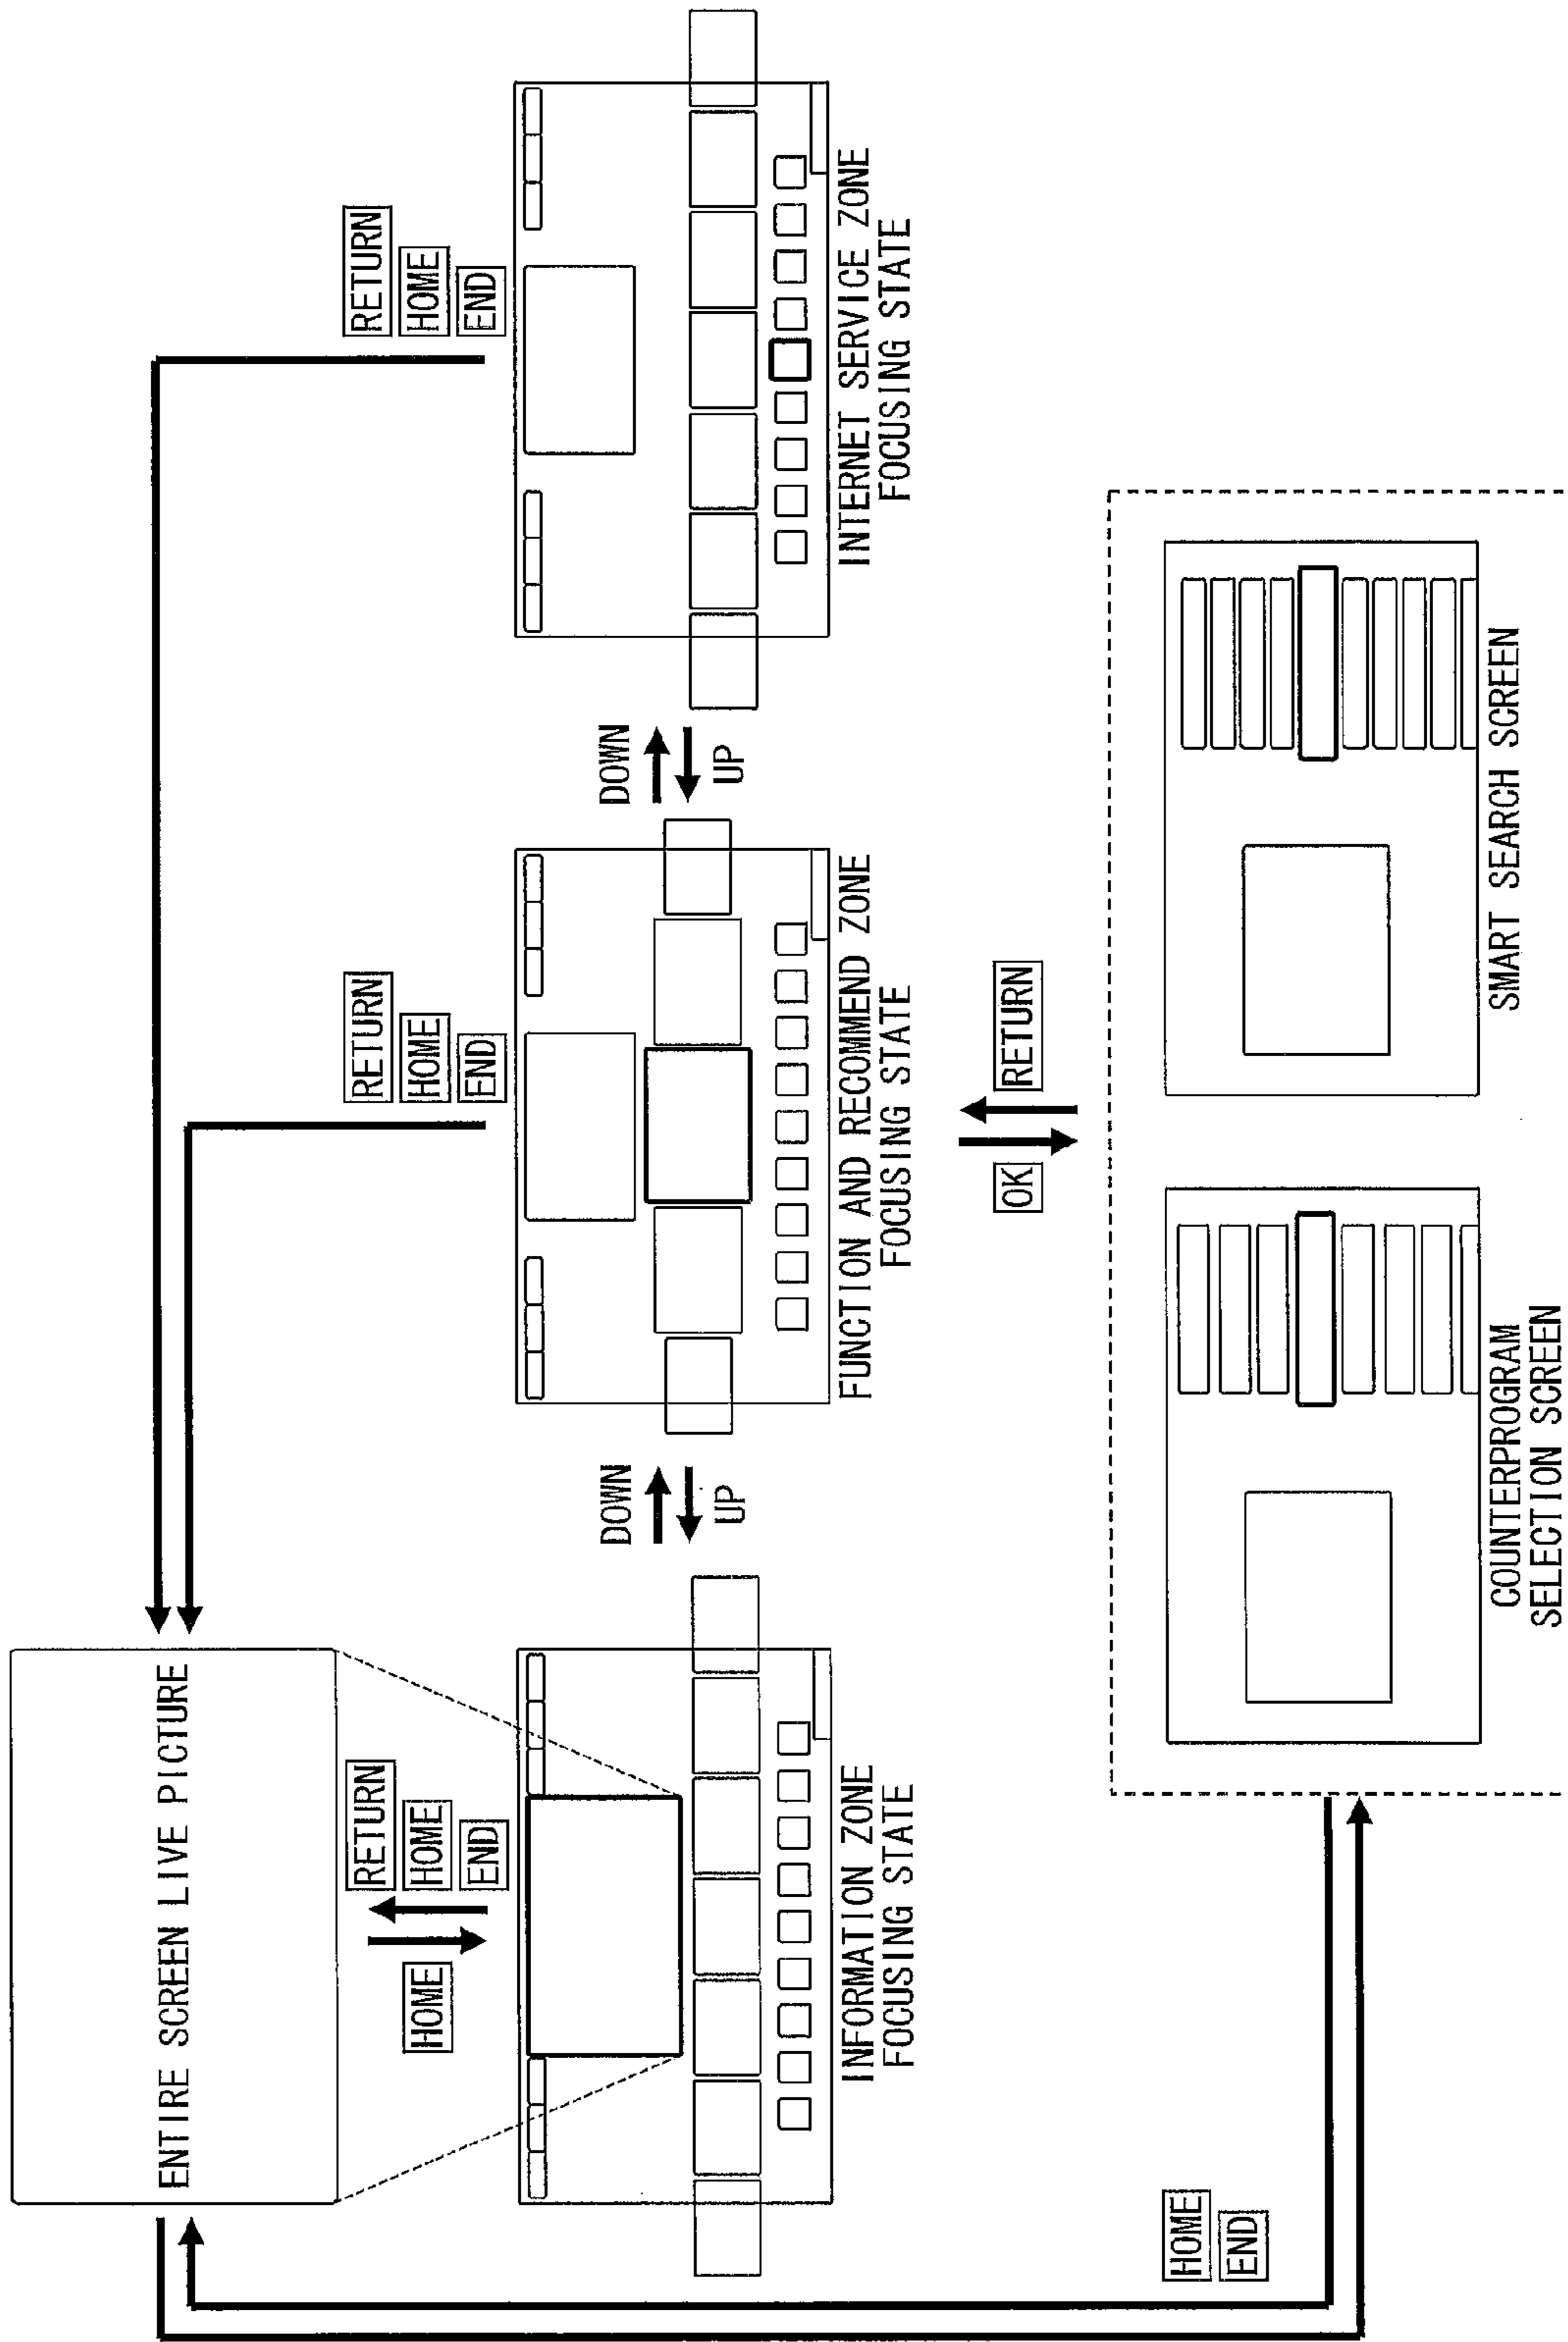 ENTIRE SCREEN LIVE PICTURE
HOME
RETURN
HOME
END
RETURN
HOME
END
RETURN
HOME
END
DOWN
UP
DOWN
UP
INFORMATION ZONE
FOCUSING STATE
FUNCTION AND RECOMMEND ZONE
FOCUSING STATE
INTERNET SERVICE ZONE
FOCUSING STATE
OK
RETURN
HOME
END
COUNTERPROGRAM
SELECTION SCREEN
SMART SEARCH SCREEN